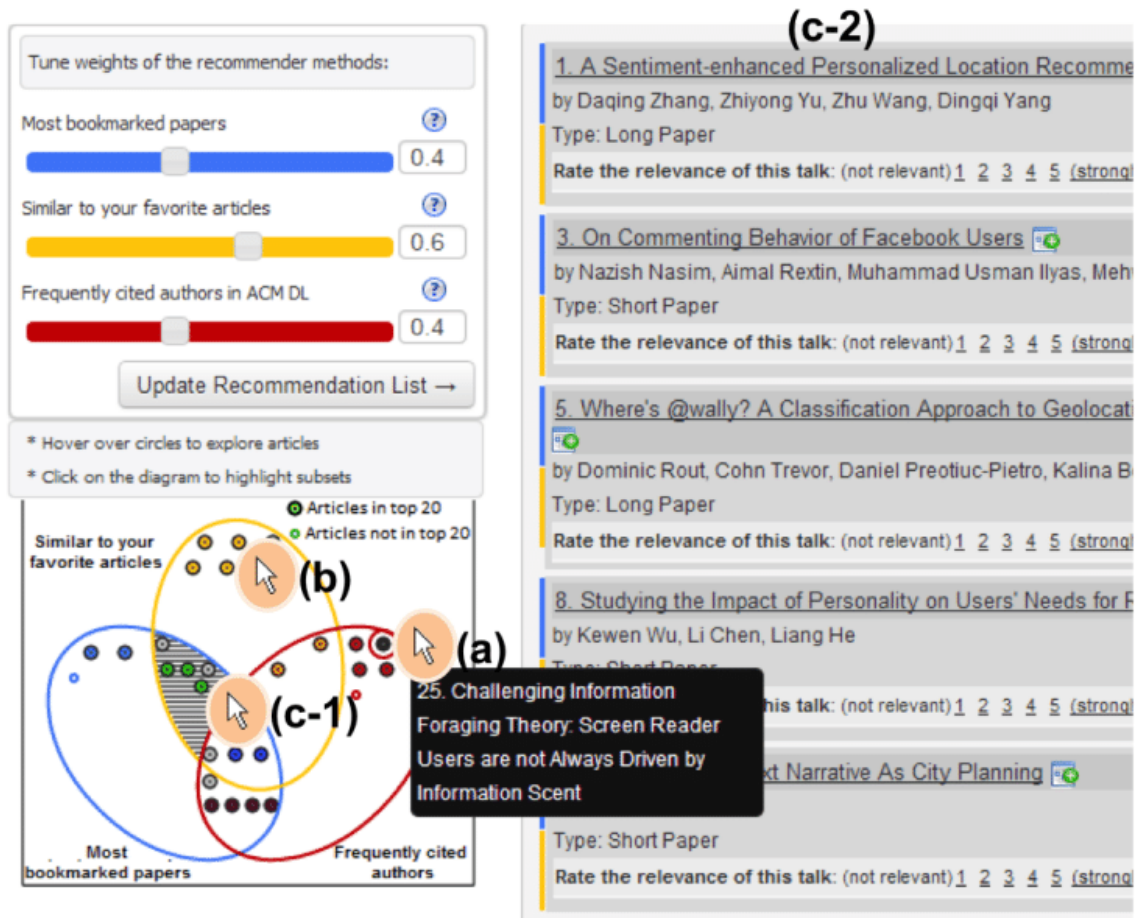 Tune weights of the recommender methods:
Most bookmarked papers
0.4
Similar to your favorite articles
0.6
Frequently cited authors in ACM DL
0.4
Update Recommendation List →
* Hover over circles to explore articles
* Click on the diagram to highlight subsets
Articles in top 20
Articles not in top 20
Similar to your
favorite articles
(b)
(a)
(c-1)
25. Challenging Information
Foraging Theory: Screen Reader
Users are not Always Driven by
Information Scent
Most
bookmarked papers
Frequently cited
authors
(c-2)
1. A Sentiment-enhanced Personalized Location Recomme
by Daqing Zhang, Zhiyong Yu, Zhu Wang, Dingqi Yang
Type: Long Paper
Rate the relevance of this talk: (not relevant) 1 2 3 4 5 (strongl
3. On Commenting Behavior of Facebook Users
by Nazish Nasim, Aimal Rextin, Muhammad Usman Ilyas, Meh
Type: Short Paper
Rate the relevance of this talk: (not relevant) 1 2 3 4 5 (strong
5. Where's @wally? A Classification Approach to Geolocati
by Dominic Rout, Cohn Trevor, Daniel Preotiuc-Pietro, Kalina B
Type: Long Paper
Rate the relevance of this talk: (not relevant) 1 2 3 4 5 (strong
8. Studying the Impact of Personality on Users' Needs for
by Kewen Wu, Li Chen, Liang He
Type: Short Paper
his talk: (not relevant) 1 2 3 4 5 (strong
xt Narrative As City Planning
Type: Short Paper
Rate the relevance of this talk: (not relevant) 1 2 3 4 5 (strong